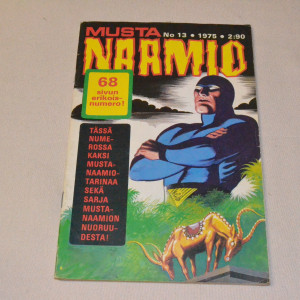 MUSTA
No 13 • 1975 • 2:90
NAAMIO
68
sivun
erikois-
numero!
TÄSSÄ
NUME-
ROSSA
KAKSI
MUSTA-
NAAMIO-
TARINAA
SEKÄ
SARJA
MUSTA-
NAAMION
NUORUU-
DESTA!